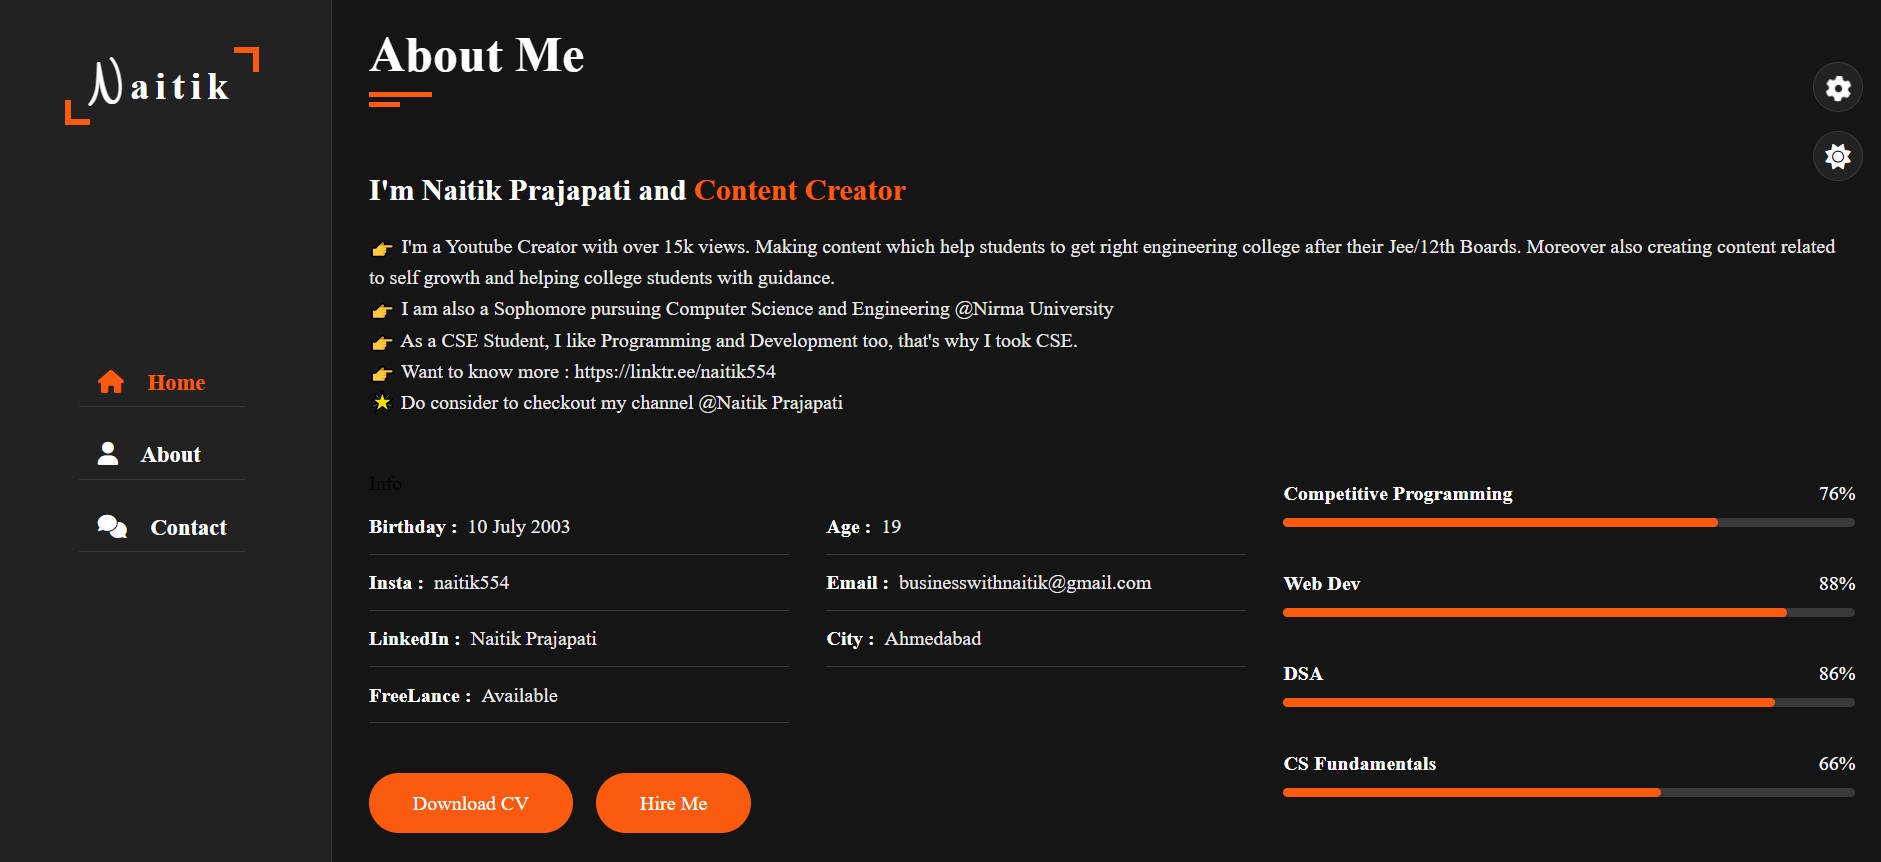 Naitik
Home
About
Contact
About Me
I'm Naitik Prajapati and Content Creator
👉 I'm a Youtube Creator with over 15k views. Making content which help students to get right engineering college after their Jee/12th Boards. Moreover also creating content related
to self growth and helping college students with guidance.
👉 I am also a Sophomore pursuing Computer Science and Engineering @Nirma University
👉 As a CSE Student, I like Programming and Development too, that's why I took CSE.
👉 Want to know more : https://linktr.ee/naitik554
🌟 Do consider to checkout my channel @Naitik Prajapati
Info
Birthday : 10 July 2003
Age : 19
Insta : naitik554
Email : businesswithnaitik@gmail.com
LinkedIn : Naitik Prajapati
City : Ahmedabad
FreeLance : Available
Download CV
Hire Me
Competitive Programming 76%
Web Dev 88%
DSA 86%
CS Fundamentals 66%